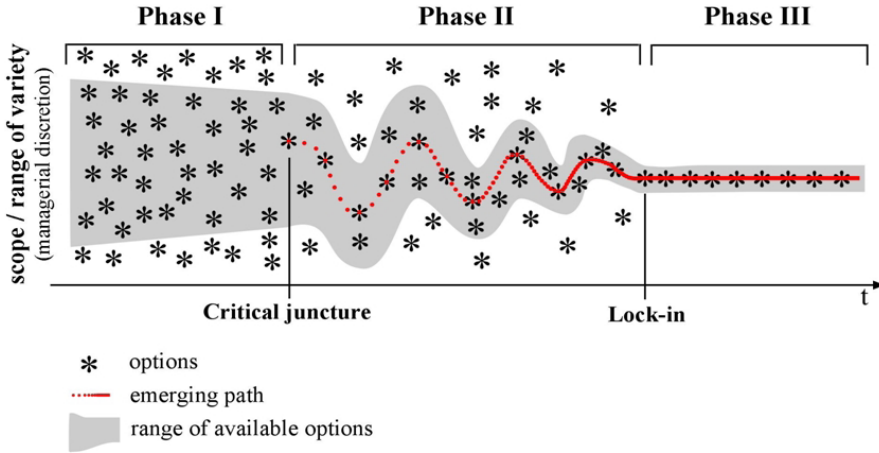 Phase I Phase II Phase III
scope / range of variety
(managerial discretion)
t
Critical juncture Lock-in
* options
emerging path
range of available options